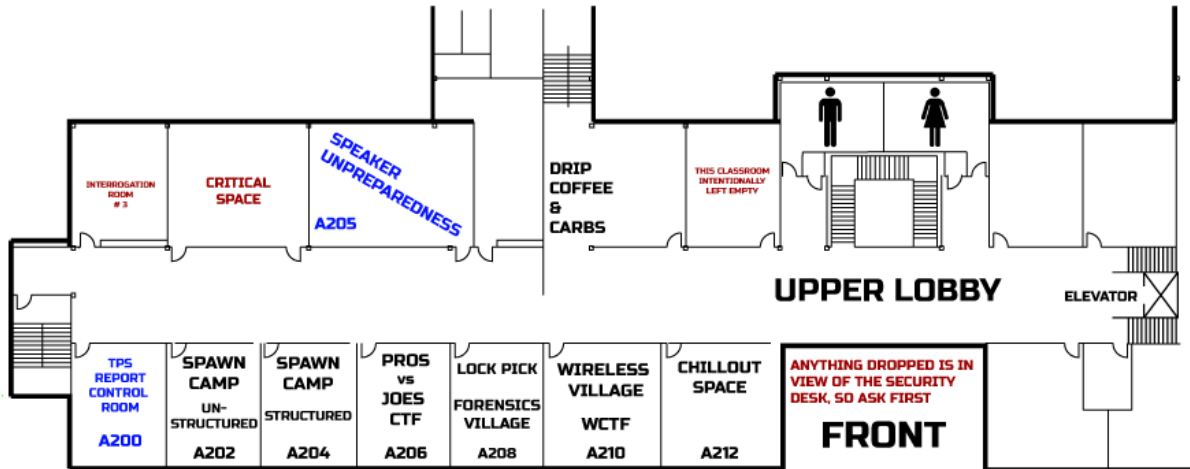 INTERROGATION
ROOM
# 3
CRITICAL
SPACE
SPEAKER
UNPREPAREDNESS
A205
DRIP
COFFEE
&
CARBS
THIS CLASSROOM
INTENTIONALLY
LEFT EMPTY
UPPER LOBBY
ELEVATOR
TPS
REPORT
CONTROL
ROOM
A200
SPAWN
CAMP
UN-
STRUCTURED
A202
SPAWN
CAMP
STRUCTURED
A204
PROS
vs
JOES
CTF
A206
LOCK PICK
FORENSICS
VILLAGE
A208
WIRELESS
VILLAGE
WCTF
A210
CHILLOUT
SPACE
A212
ANYTHING DROPPED IS IN
VIEW OF THE SECURITY
DESK, SO ASK FIRST
FRONT